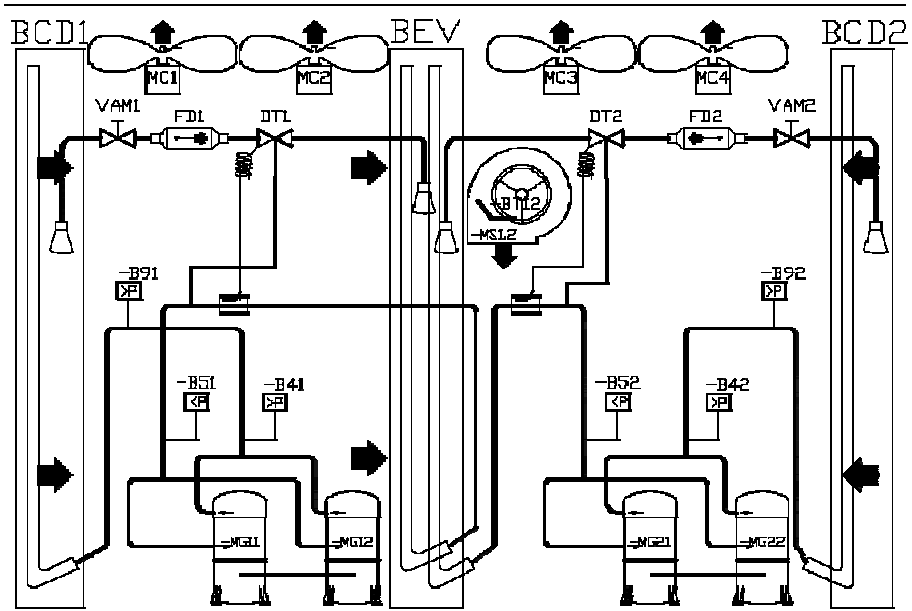 BCD1
BEV
BCD2
MC1
MC2
MC3
MC4
VAM1
FD1
DT1
DT2
FD2
VAM2
-BT12
-MS12
-B91
-B92
>P
>P
-B51
-B41
-B52
-B42
<P
>P
<P
>P
-MG11
-MG12
-MG21
-MG22